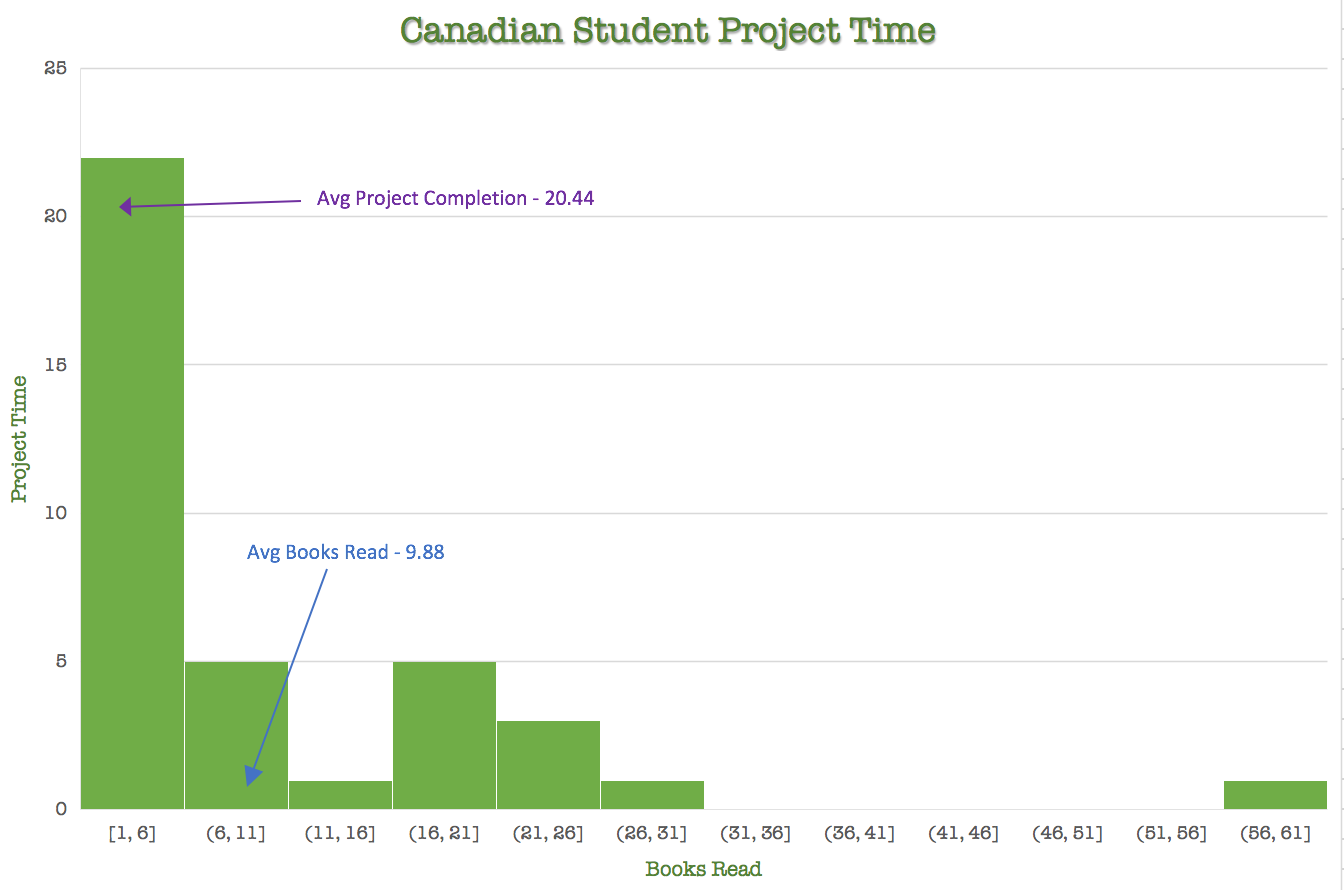 Canadian Student Project Time
25
Avg Project Completion - 20.44
20
15
Project Time
10
Avg Books Read - 9.88
5
0
[1, 6] (6, 11] (11, 16] (16, 21] (21, 26] (26, 31] (31, 36] (36, 41] (41, 46] (46, 51] (51, 56] (56, 61]
Books Read